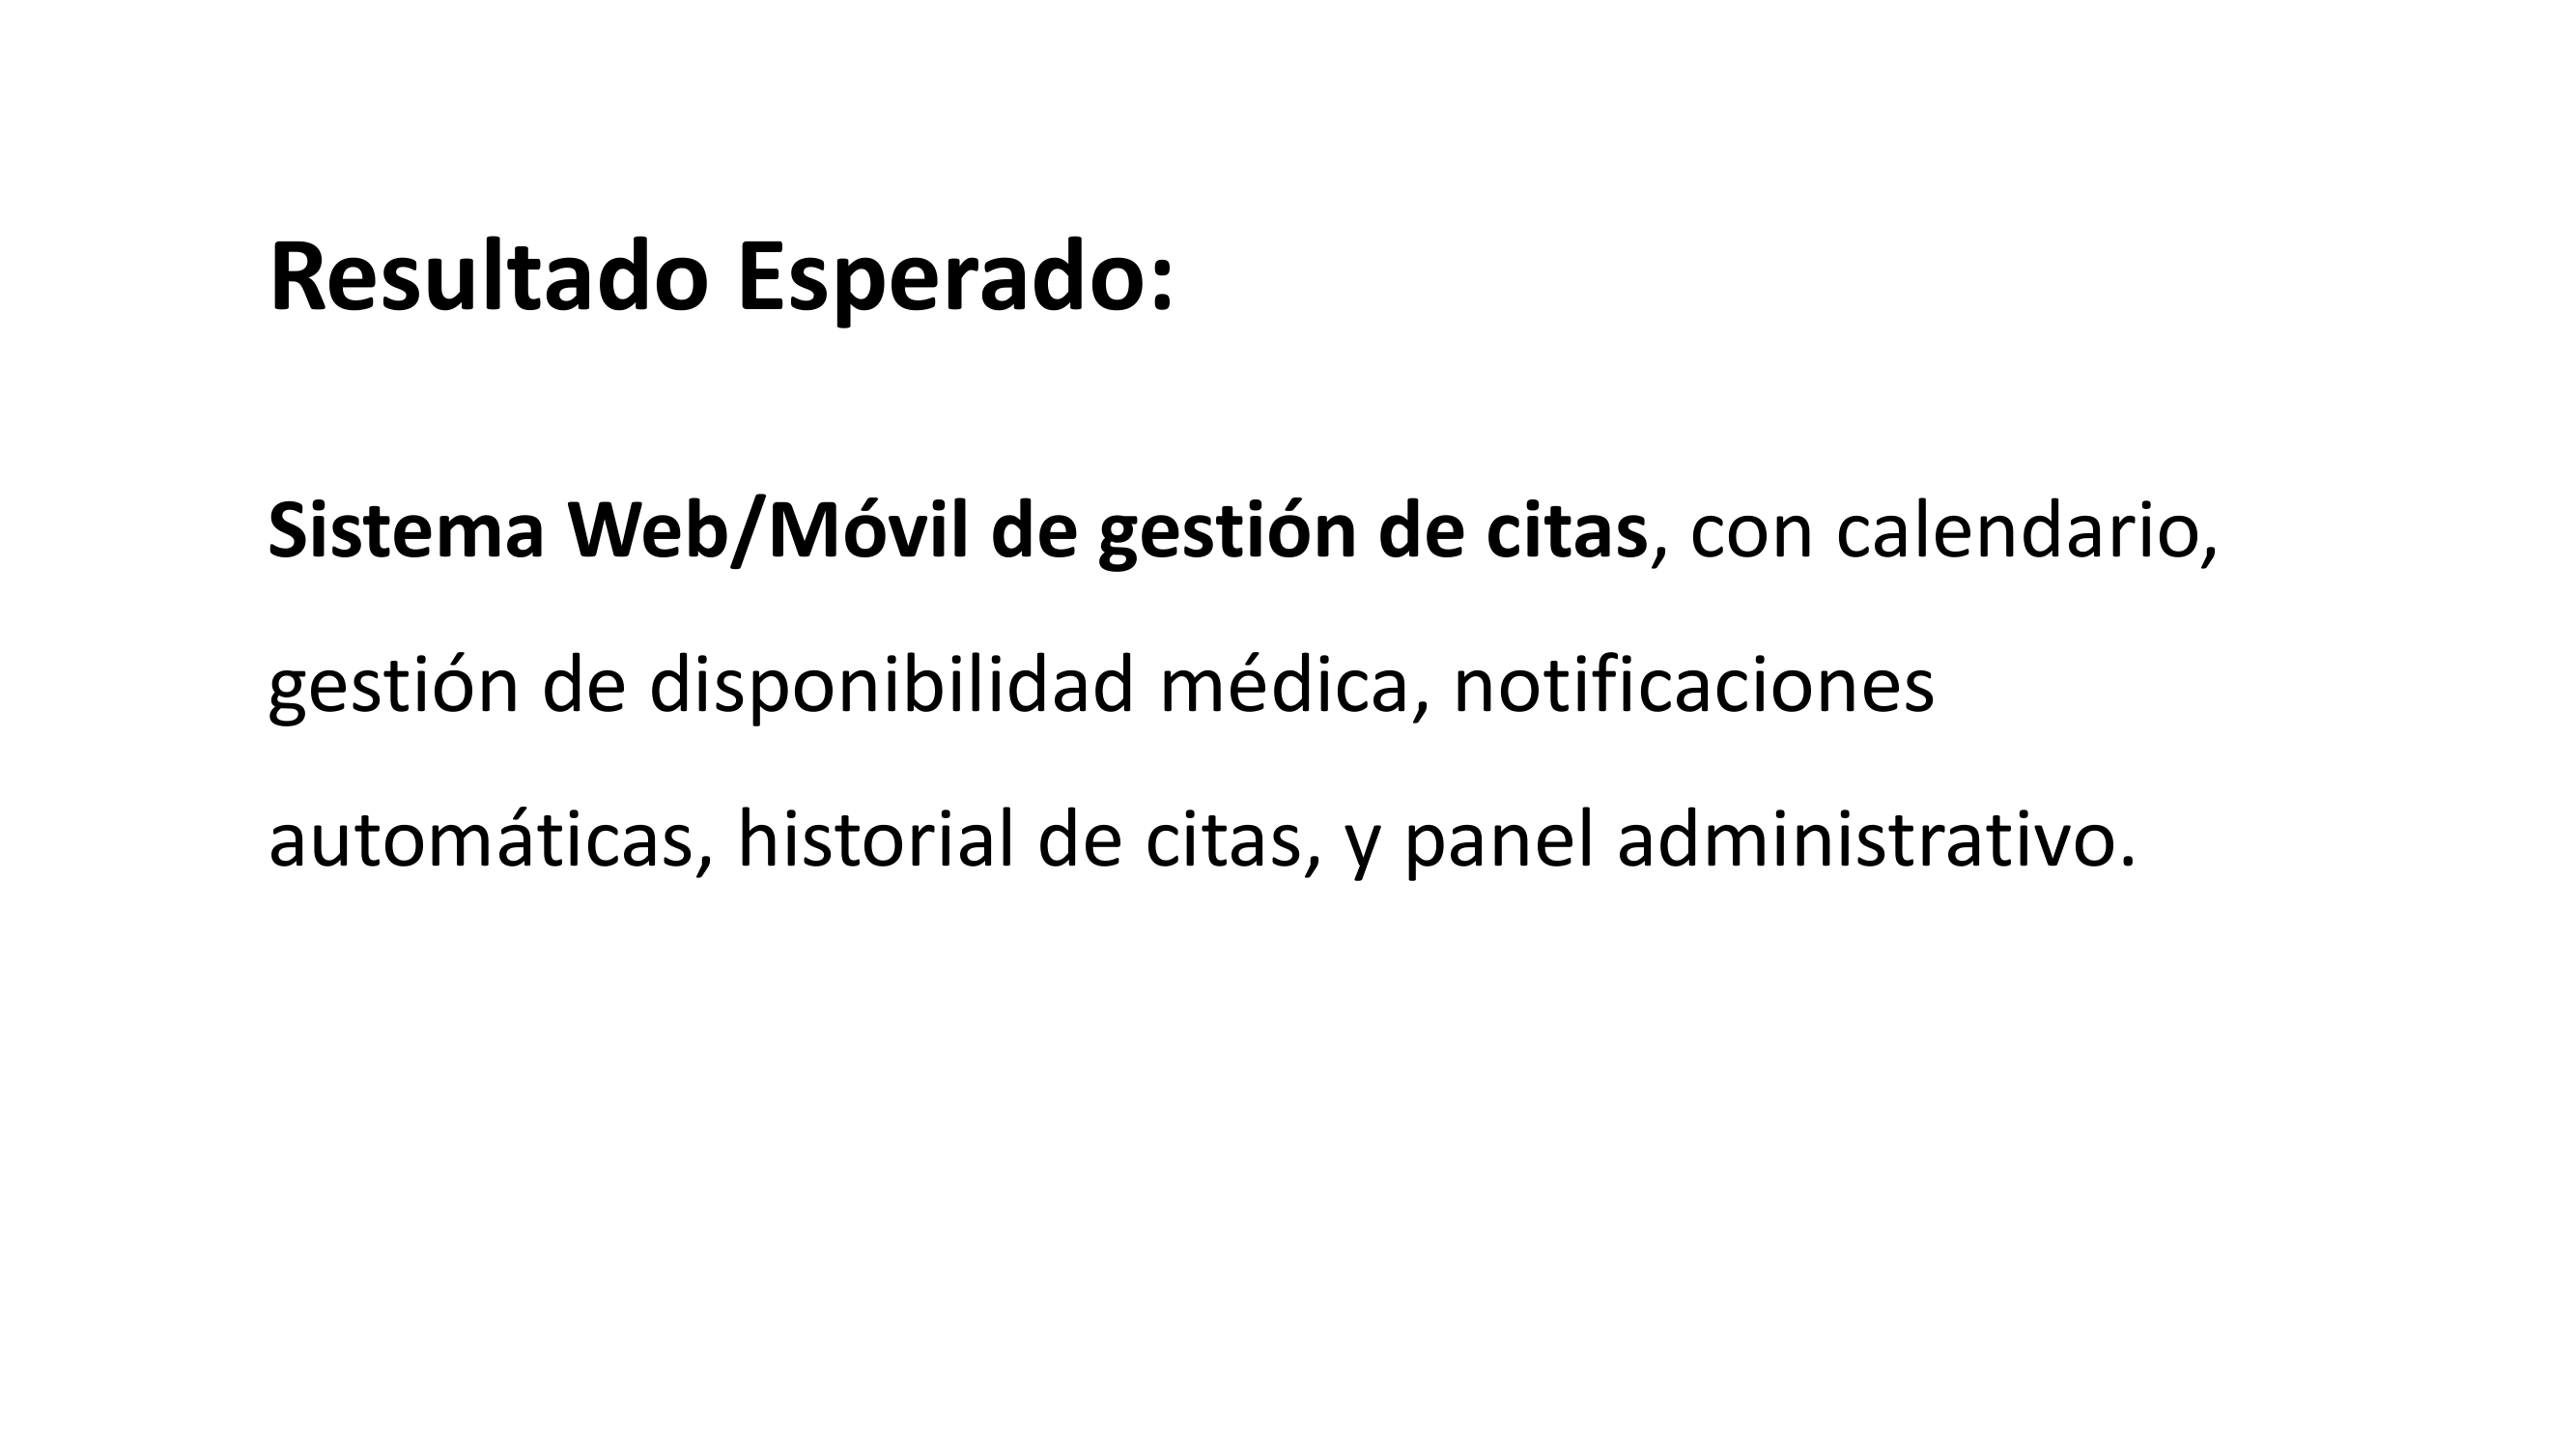 Resultado Esperado:
Sistema Web/Móvil de gestión de citas, con calendario,
gestión de disponibilidad médica, notificaciones
automáticas, historial de citas, y panel administrativo.